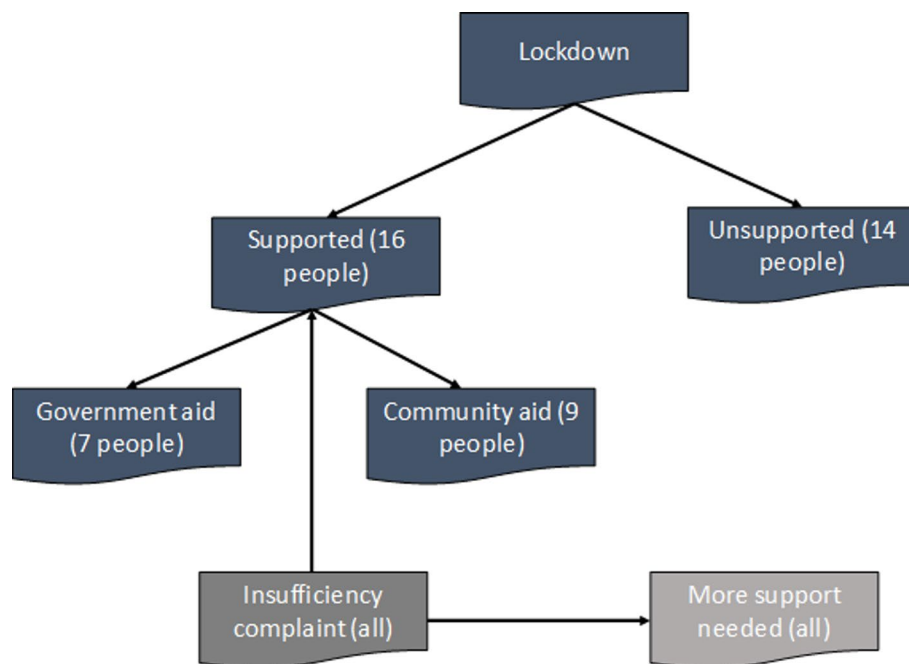 Lockdown
Supported (16
people)
Unsupported (14
people)
Government aid
(7 people)
Community aid (9
people)
Insufficiency
complaint (all)
More support
needed (all)